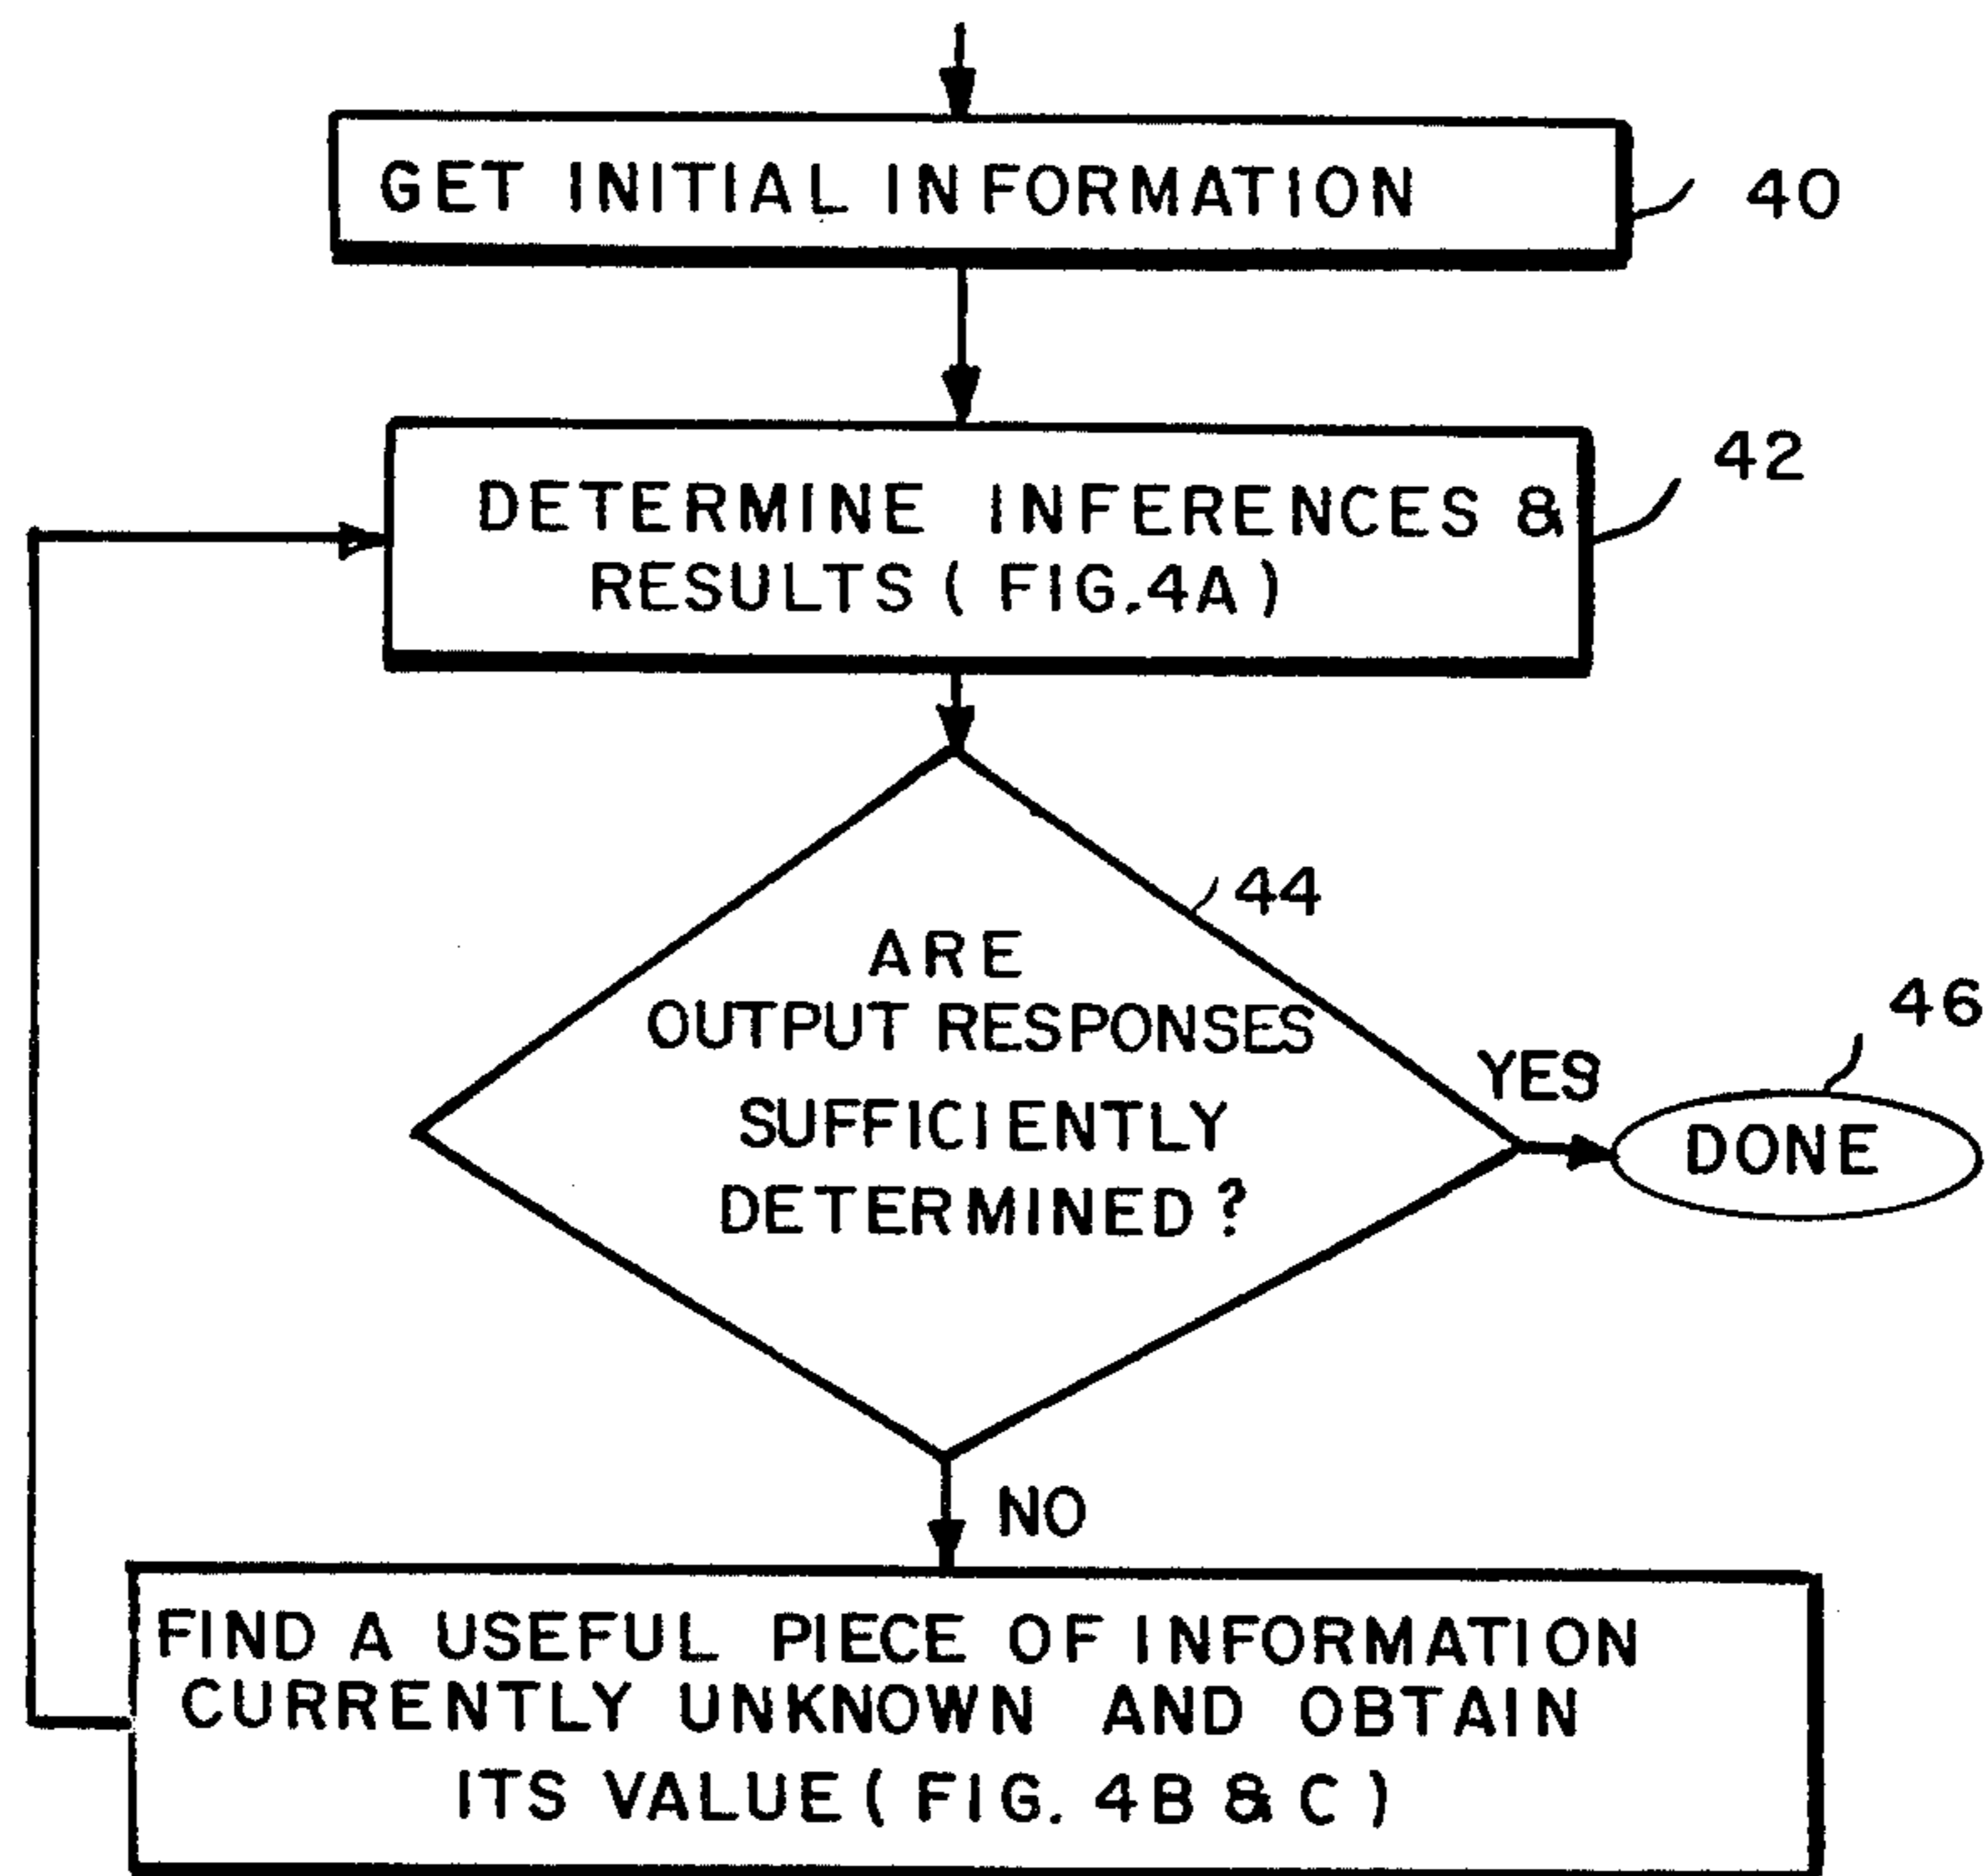 GET INITIAL INFORMATION
40
DETERMINE INFERENCES &
RESULTS ( FIG.4A )
42
44
ARE
OUTPUT RESPONSES
SUFFICIENTLY
DETERMINED ?
YES
46
DONE
NO
FIND A USEFUL PIECE OF INFORMATION
CURRENTLY UNKNOWN AND OBTAIN
ITS VALUE ( FIG. 4B & C )